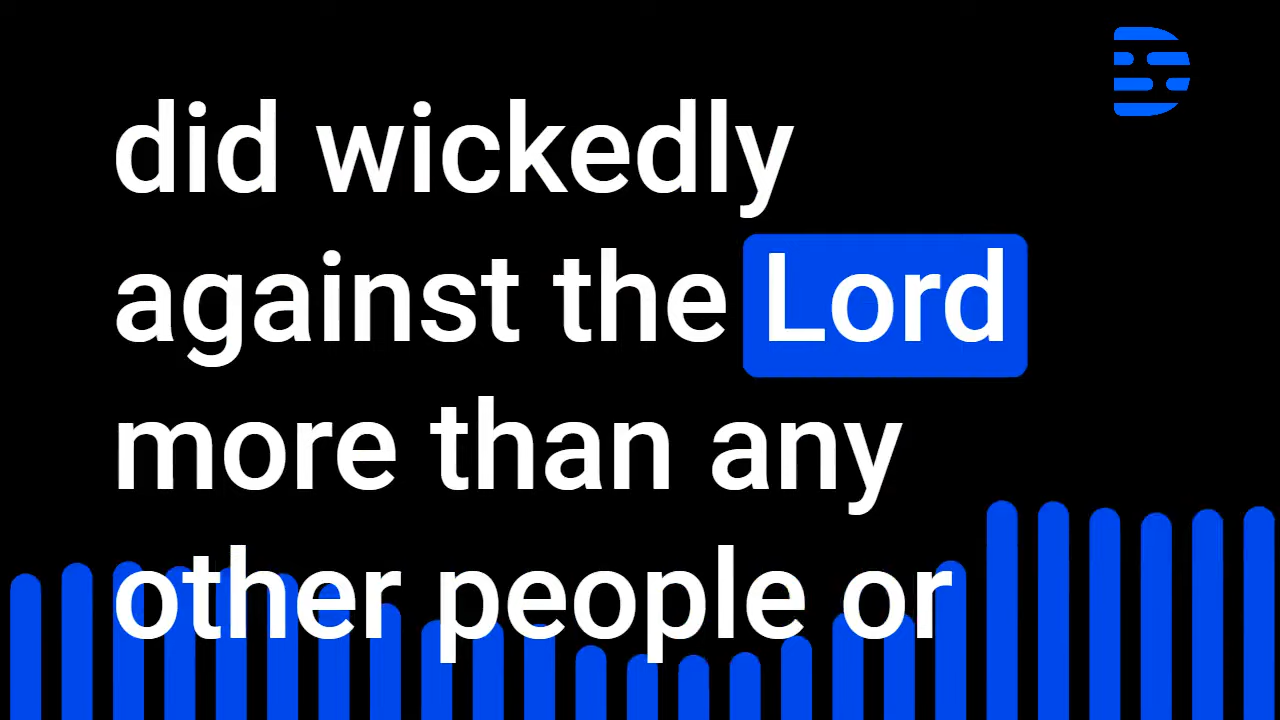 did wickedly
against the Lord
more than any
other people or